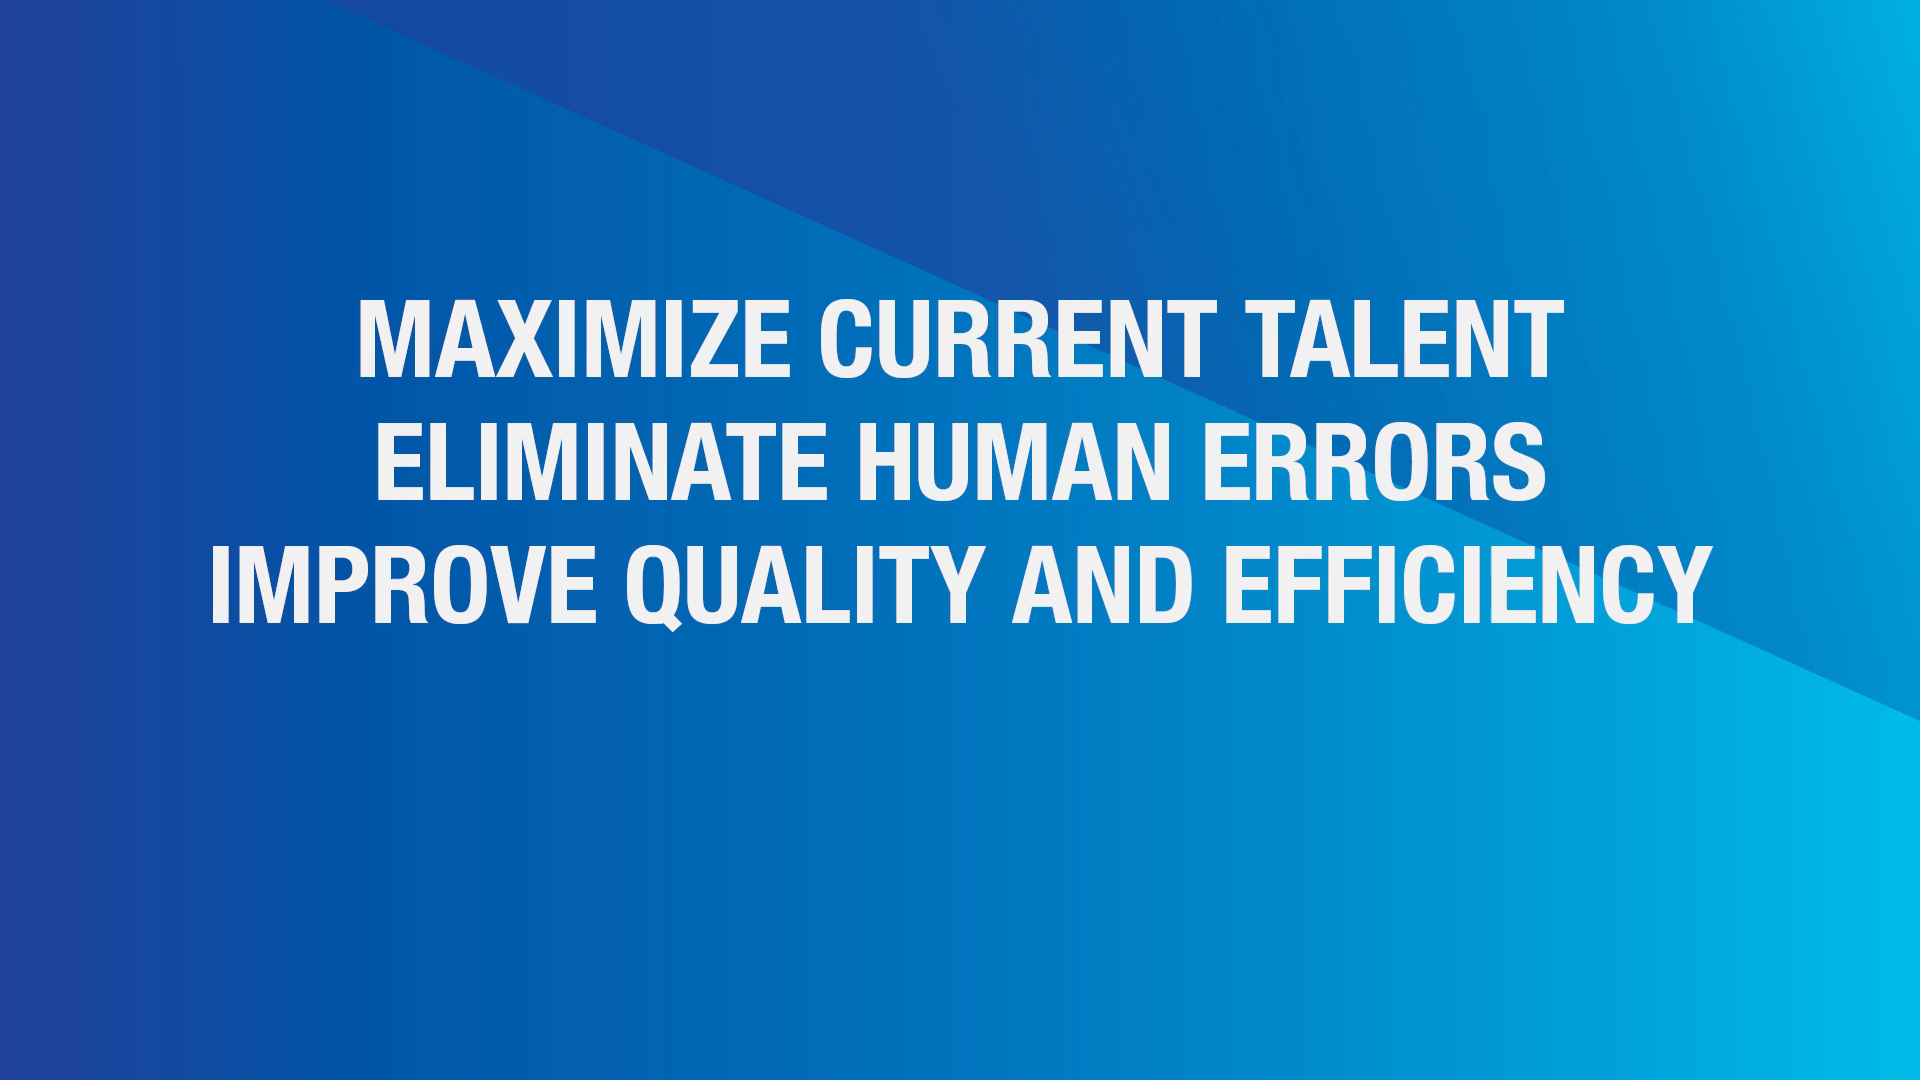 MAXIMIZE CURRENT TALENT
ELIMINATE HUMAN ERRORS
IMPROVE QUALITY AND EFFICIENCY